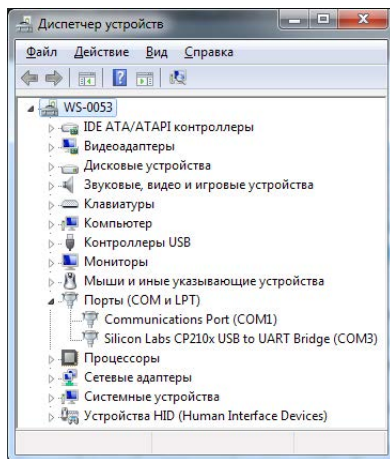 Диспетчер устройств
Файл Действие Вид Справка
WS-0053
IDE ATA/ATAPI контроллеры
Видеоадаптеры
Дисковые устройства
Звуковые, видео и игровые устройства
Клавиатуры
Компьютер
Контроллеры USB
Мониторы
Мыши и иные указывающие устройства
Порты (COM и LPT)
Communications Port (COM1)
Silicon Labs CP210x USB to UART Bridge (COM3)
Процессоры
Сетевые адаптеры
Системные устройства
Устройства HID (Human Interface Devices)